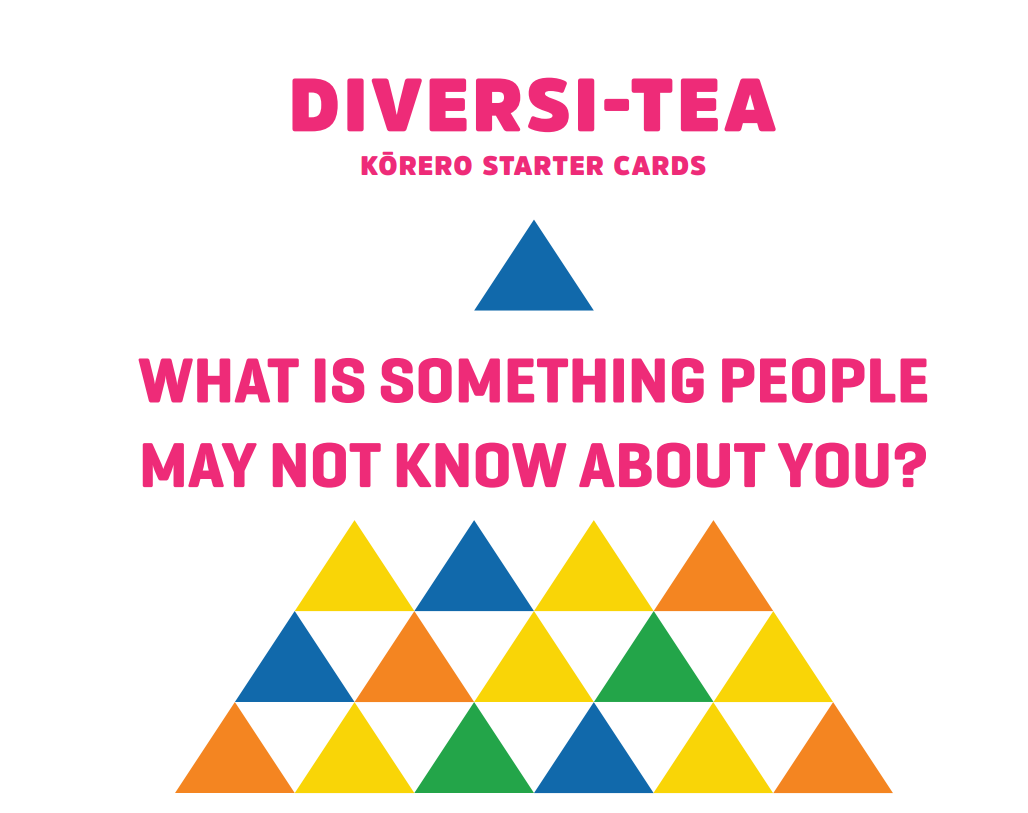 DIVERSI-TEA
KŌRERO STARTER CARDS
WHAT IS SOMETHING PEOPLE
MAY NOT KNOW ABOUT YOU?